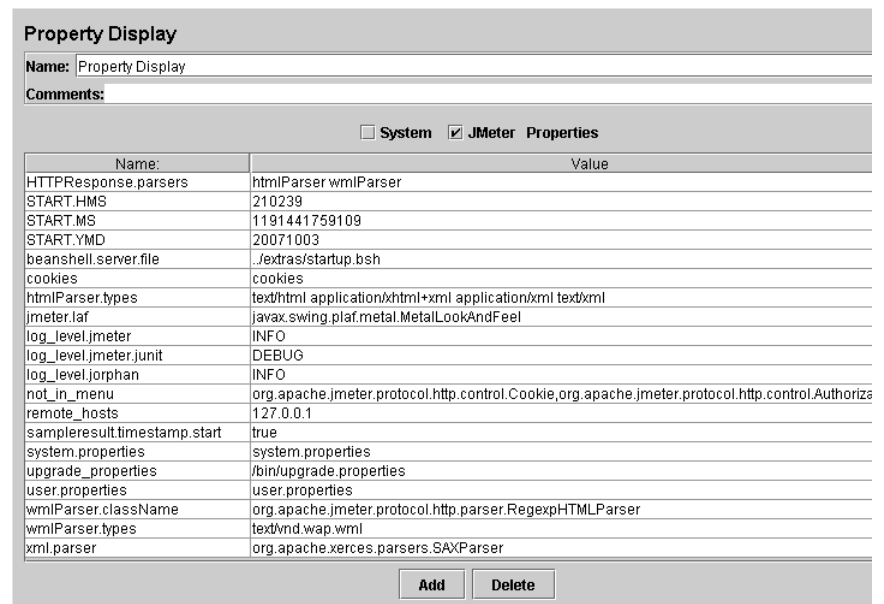 Property Display
Name: Property Display
Comments:
System JMeter Properties
Name: Value
HTTPResponse.parsers htmlParser wmlParser
START.HMS 210239
START.MS 1191441759109
START.YMD 20071003
beanshell.server.file ../extras/startup.bsh
cookies cookies
htmlParser.types text/html application/xhtml+xml application/xml text/xml
jmeter.laf javax.swing.plaf.metal.MetalLookAndFeel
log_level.jmeter INFO
log_level.jmeter.junit DEBUG
log_level.jorphan INFO
not_in_menu org.apache.jmeter.protocol.http.control.Cookie,org.apache.jmeter.protocol.http.control.Authoriza
remote_hosts 127.0.0.1
sampleresult.timestamp.start true
system.properties system.properties
upgrade_properties /bin/upgrade.properties
user.properties user.properties
wmlParser.className org.apache.jmeter.protocol.http.parser.RegexpHTMLParser
wmlParser.types text/vnd.wap.wml
xml.parser org.apache.xerces.parsers.SAXParser
Add Delete